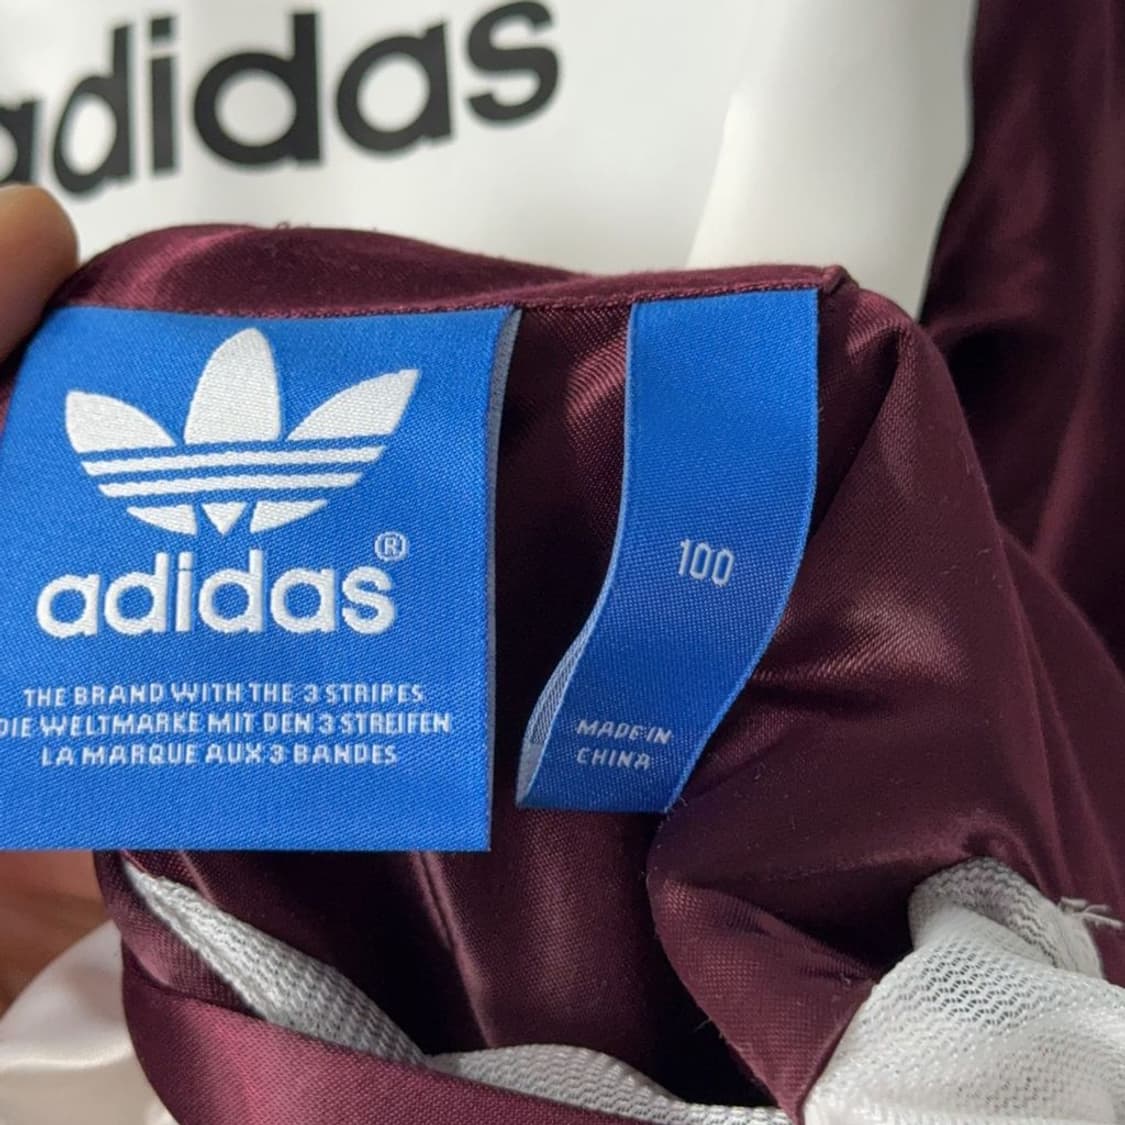 adidas
adidas®
THE BRAND WITH THE 3 STRIPES
DIE WELTMARKE MIT DEN 3 STREIFEN
LA MARQUE AUX 3 BANDES
100
MADE IN
CHINA